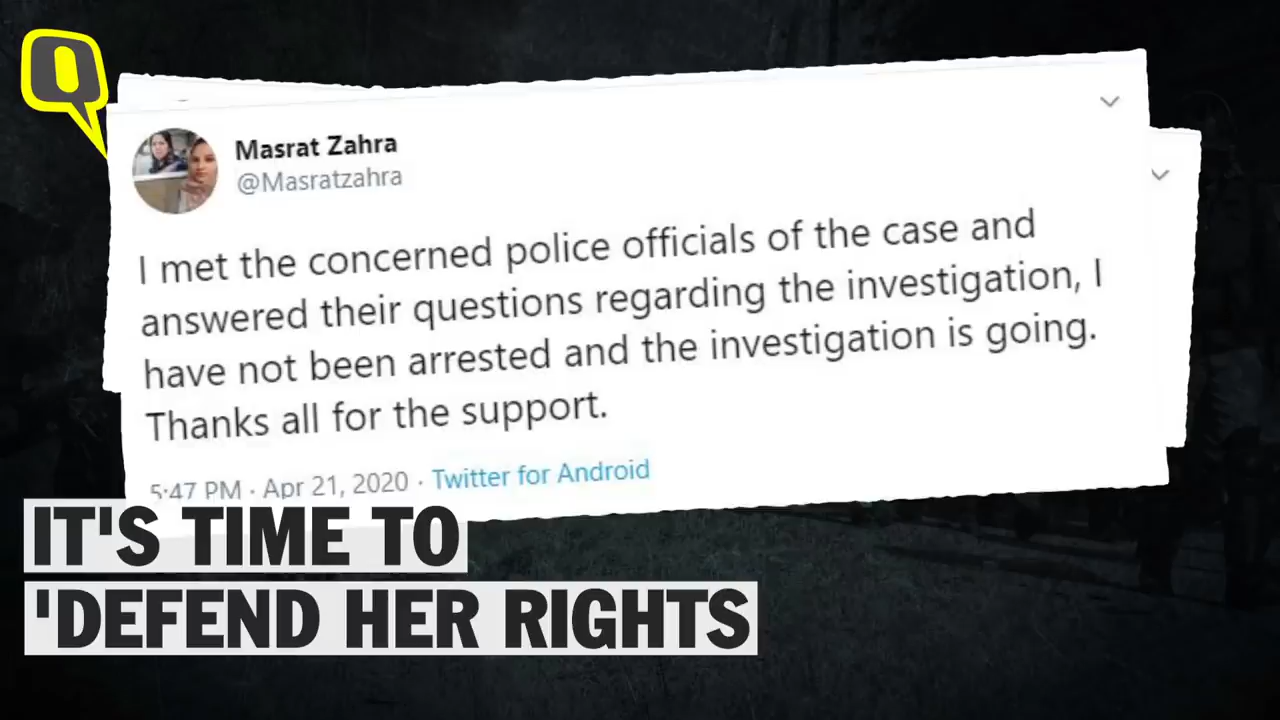 Q
Masrat Zahra
@Masratzahra
I met the concerned police officials of the case and
answered their questions regarding the investigation, I
have not been arrested and the investigation is going.
Thanks all for the support.
5:47 PM · Apr 21, 2020 · Twitter for Android
IT'S TIME TO
'DEFEND HER RIGHTS